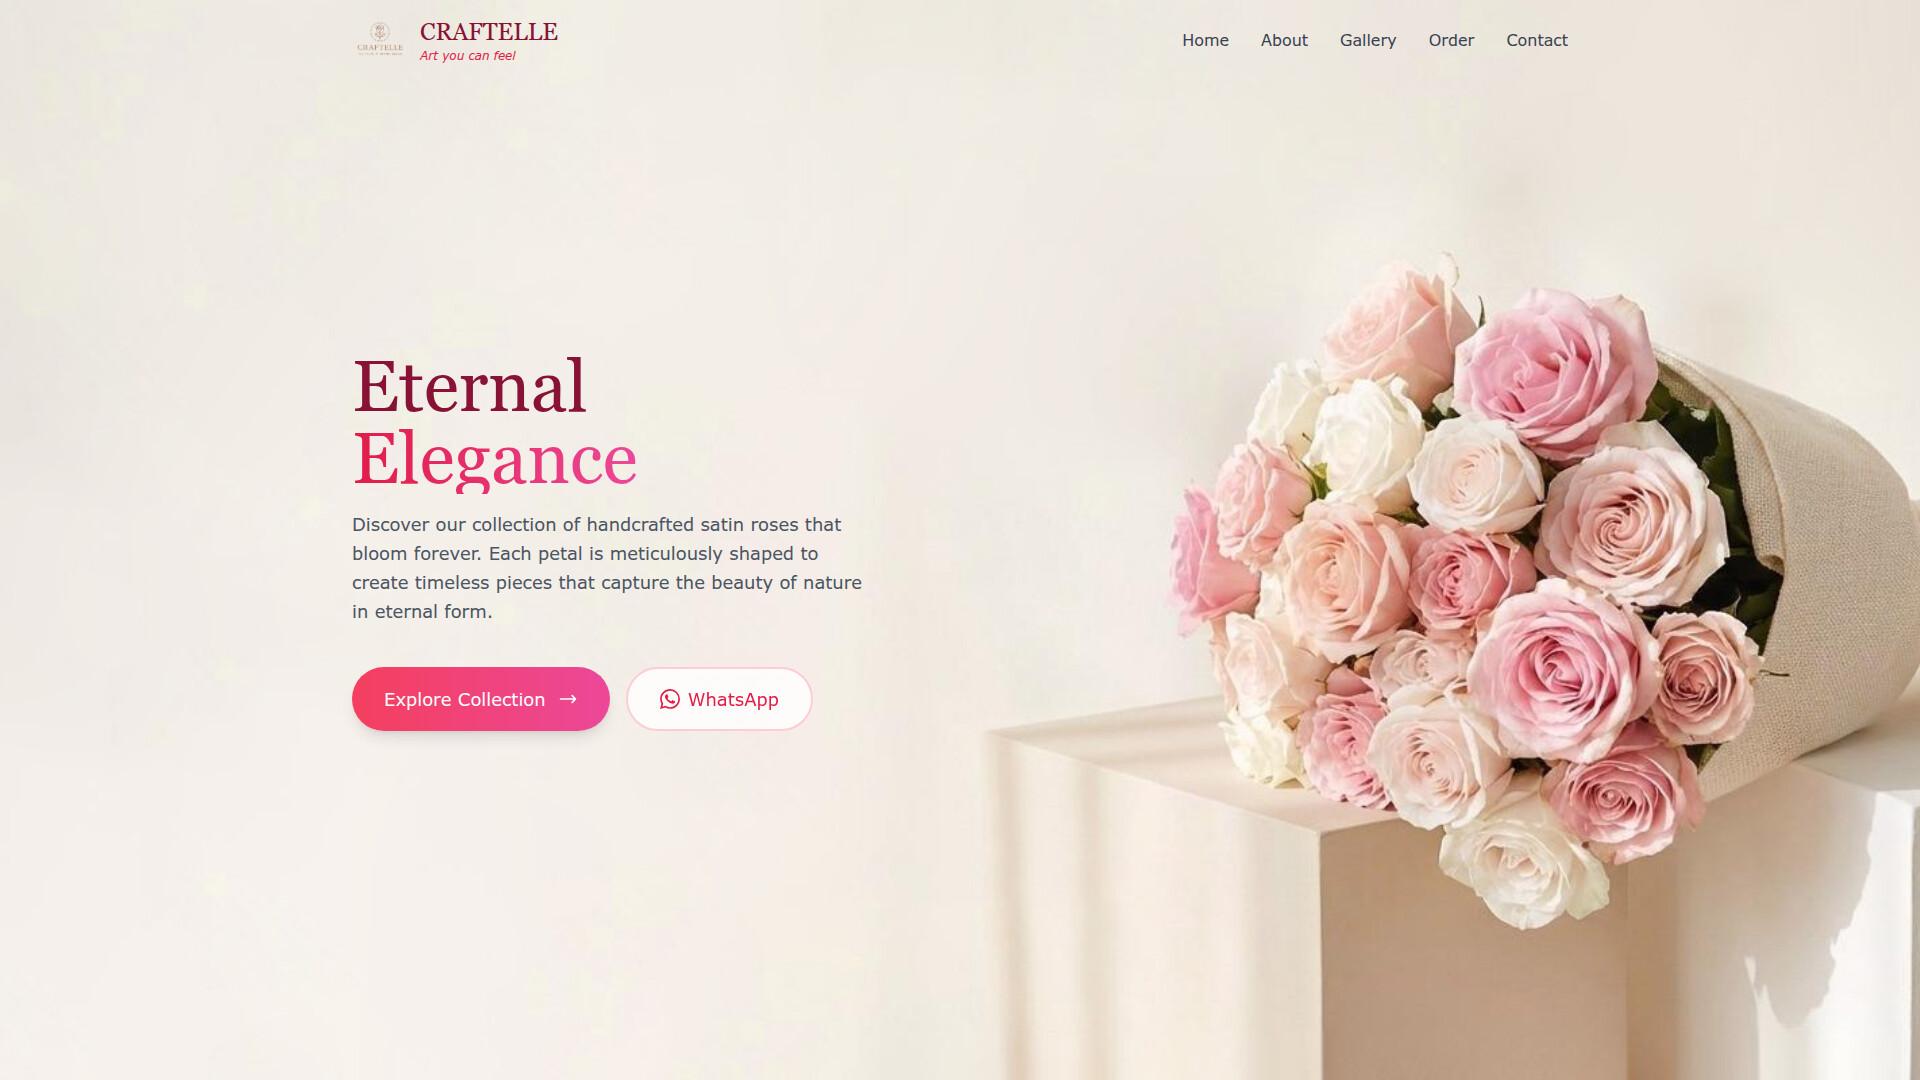 CRAFTELLE
CRAFTELLE
Art you can feel
Home
About
Gallery
Order
Contact
Eternal
Elegance
Discover our collection of handcrafted satin roses that
bloom forever. Each petal is meticulously shaped to
create timeless pieces that capture the beauty of nature
in eternal form.
Explore Collection →
WhatsApp